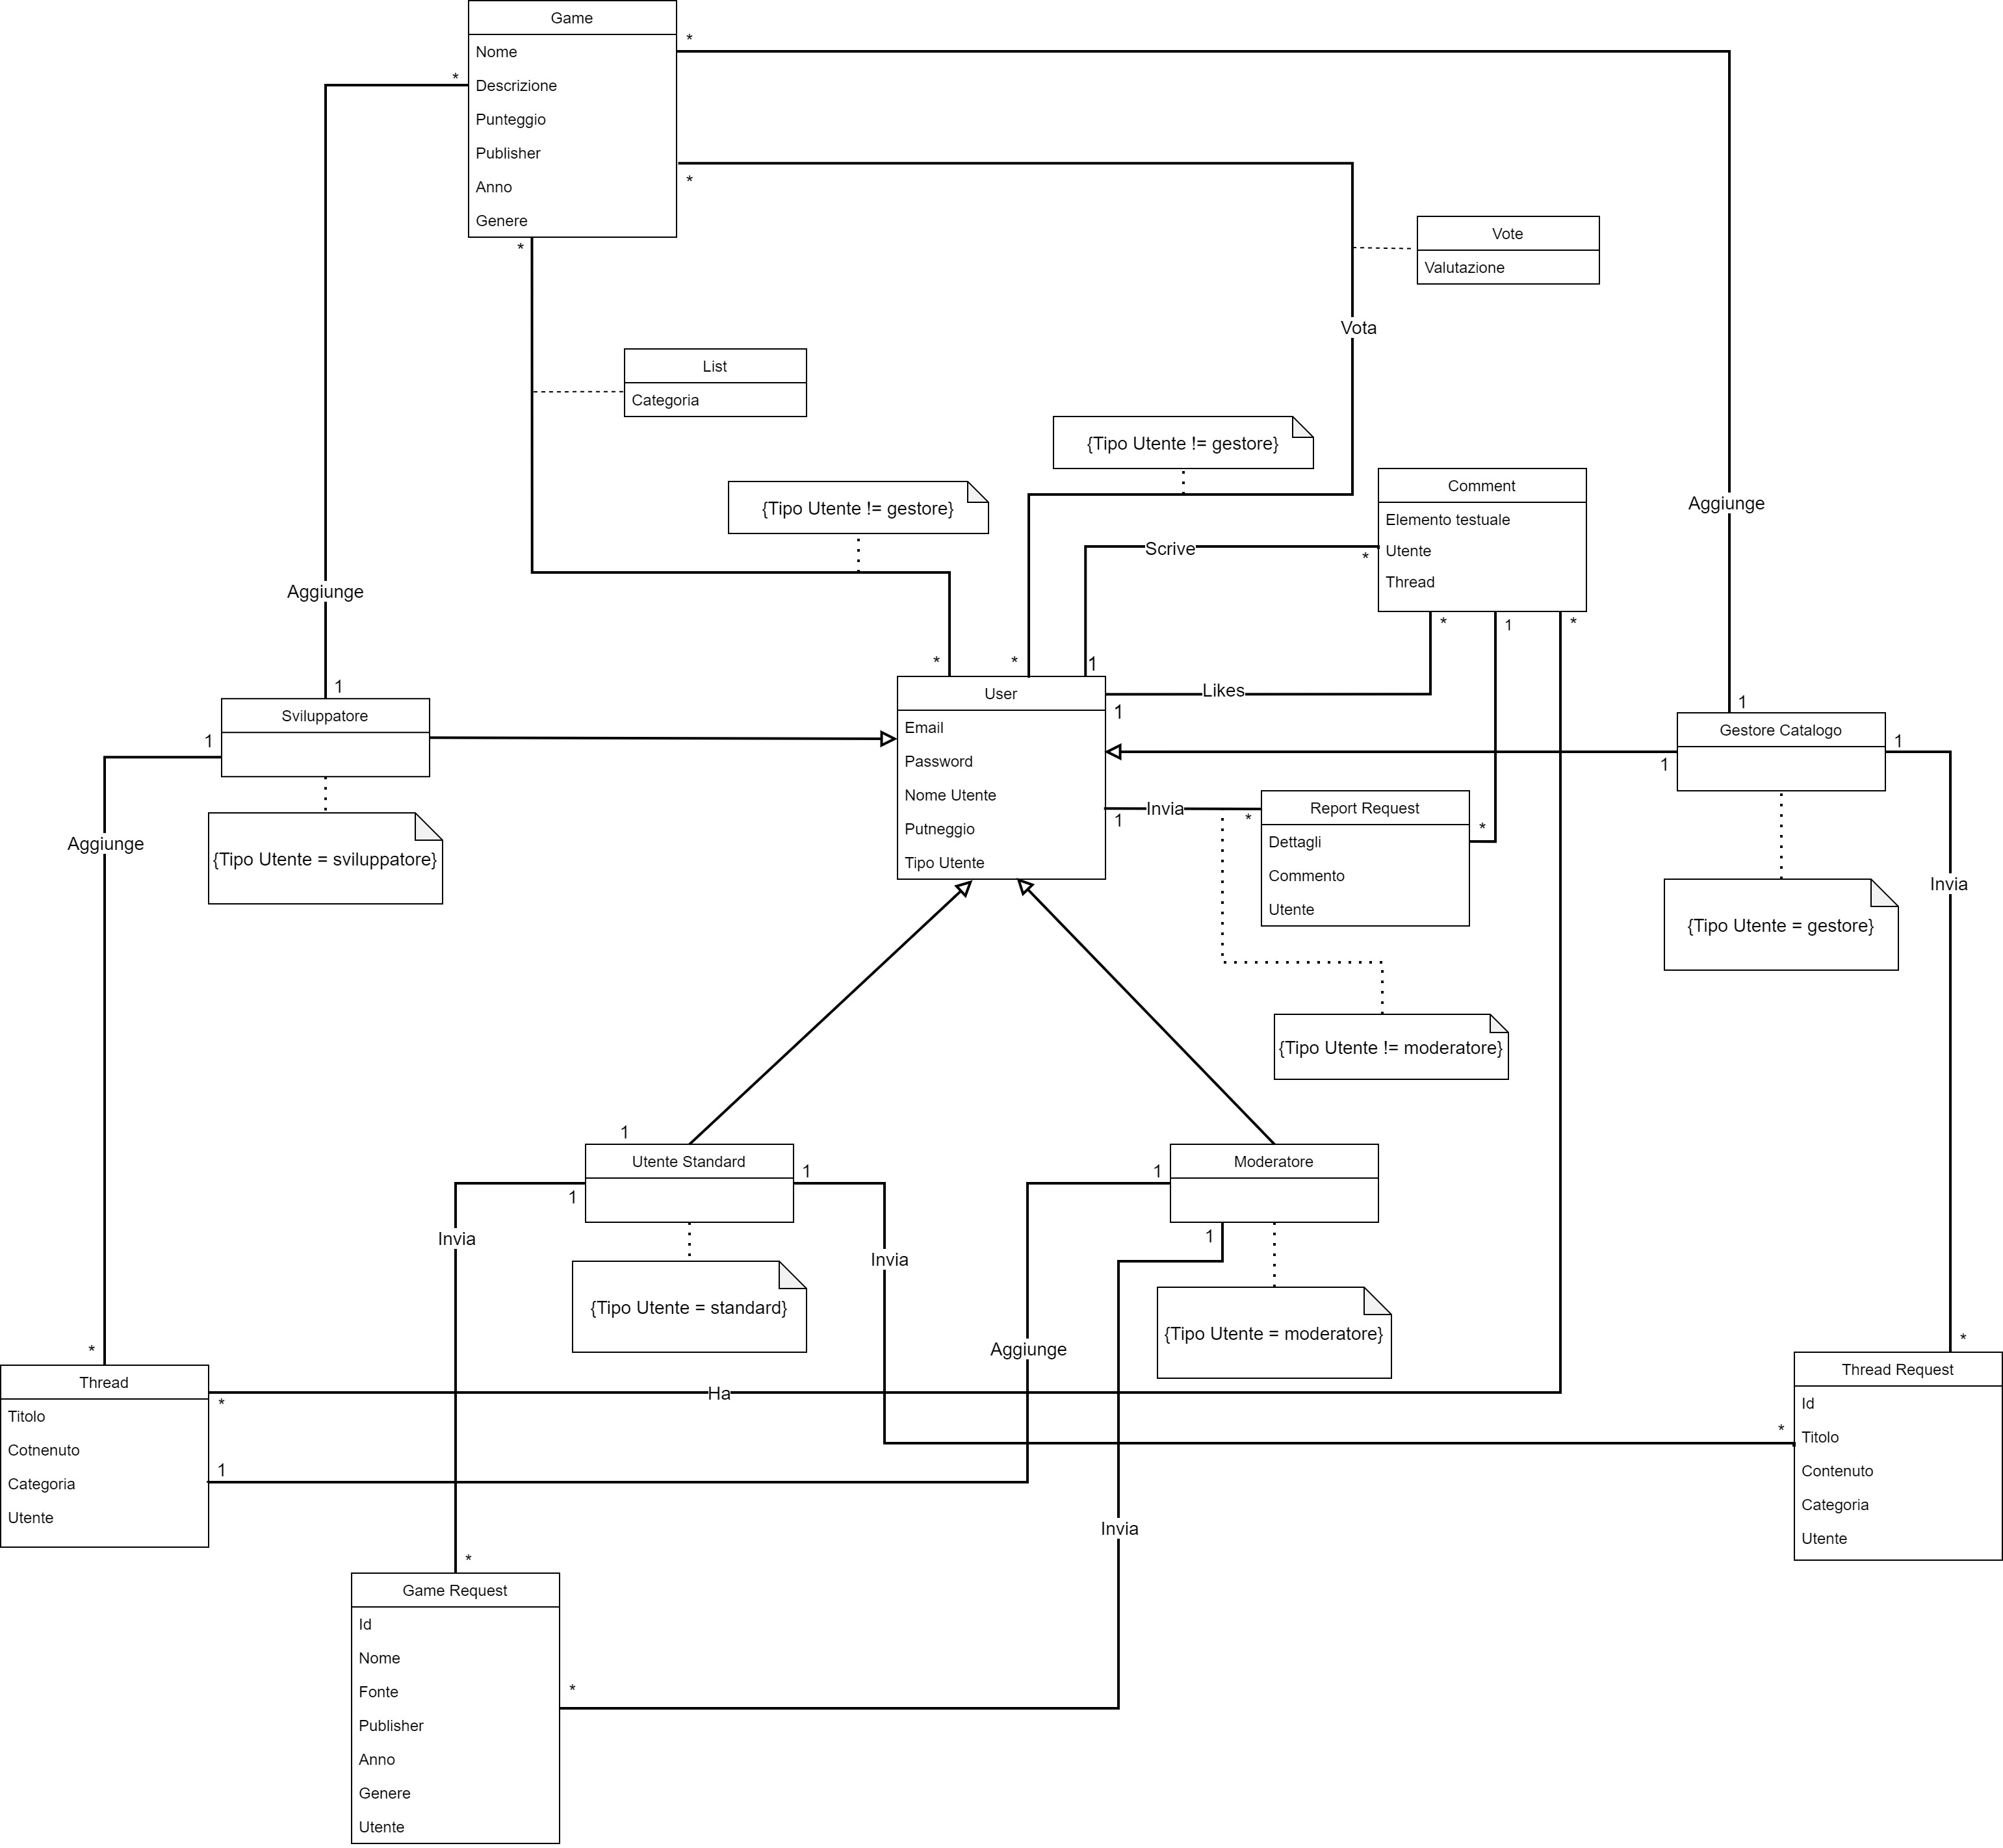 Game
Nome
Descrizione
Punteggio
Publisher
Anno
Genere
*
*
*
*
Vote
Valutazione
Vota
List
Categoria
{Tipo Utente != gestore}
{Tipo Utente != gestore}
Comment
Elemento testuale
Utente
Thread
Scrive
*
Aggiunge
Aggiunge
*
1
*
*
*
1
Likes
1
User
Email
Password
Nome Utente
Putneggio
Tipo Utente
1
Sviluppatore
1
{Tipo Utente = sviluppatore}
Aggiunge
1
Gestore Catalogo
1
1
{Tipo Utente = gestore}
Invia
Invia
1
*
Report Request
Dettagli
Commento
Utente
*
{Tipo Utente != moderatore}
1
Utente Standard
1
1
{Tipo Utente = standard}
Invia
Invia
Moderatore
1
1
{Tipo Utente = moderatore}
Aggiunge
*
Thread
Titolo
Cotnenuto
Categoria
Utente
*
Ha
1
*
Thread Request
Id
Titolo
Contenuto
Categoria
Utente
*
Invia
*
Game Request
Id
Nome
Fonte
Publisher
Anno
Genere
Utente
*